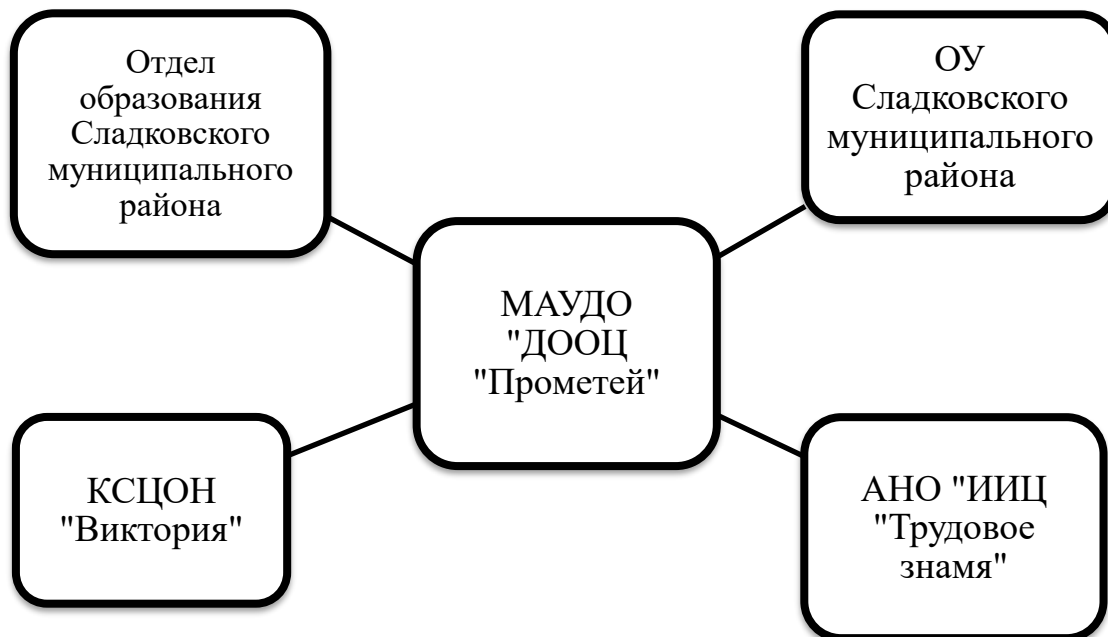 Отдел
образования
Сладковского
муниципального
района
ОУ
Сладковского
муниципального
района
МАУДО
"ДООЦ
"Прометей"
КСЦОН
"Виктория"
АНО "ИИЦ
"Трудовое
знамя"